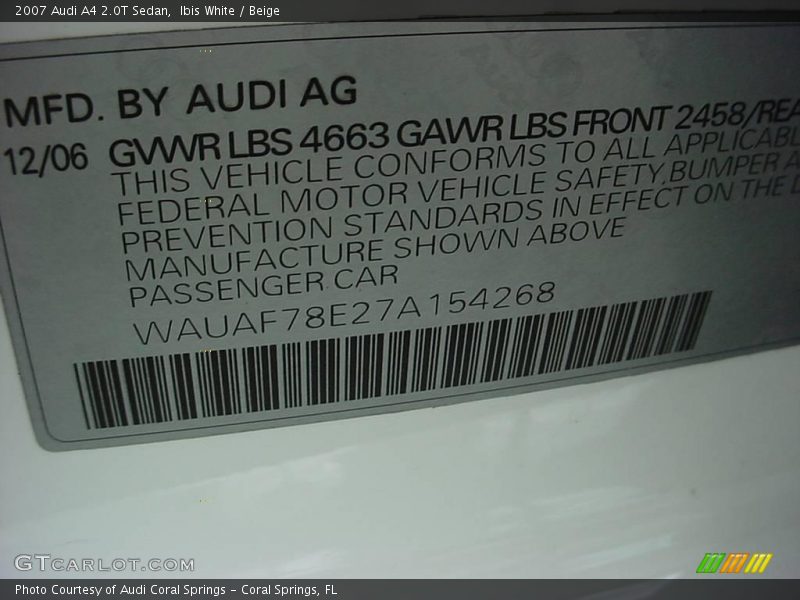 2007 Audi A4 2.0T Sedan,  Ibis White / Beige
MFD. BY AUDI AG
12/06 GVWR LBS 4663 GAWR LBS FRONT 2458/REA
THIS VEHICLE CONFORMS TO ALL APPLICABL
FEDERAL MOTOR VEHICLE SAFETY,BUMPER A
PREVENTION STANDARDS IN EFFECT ON THE D
MANUFACTURE SHOWN ABOVE
PASSENGER CAR
WAUAF78E27A154268
GTCARLOT.COM
Photo Courtesy of Audi Coral Springs – Coral Springs, FL